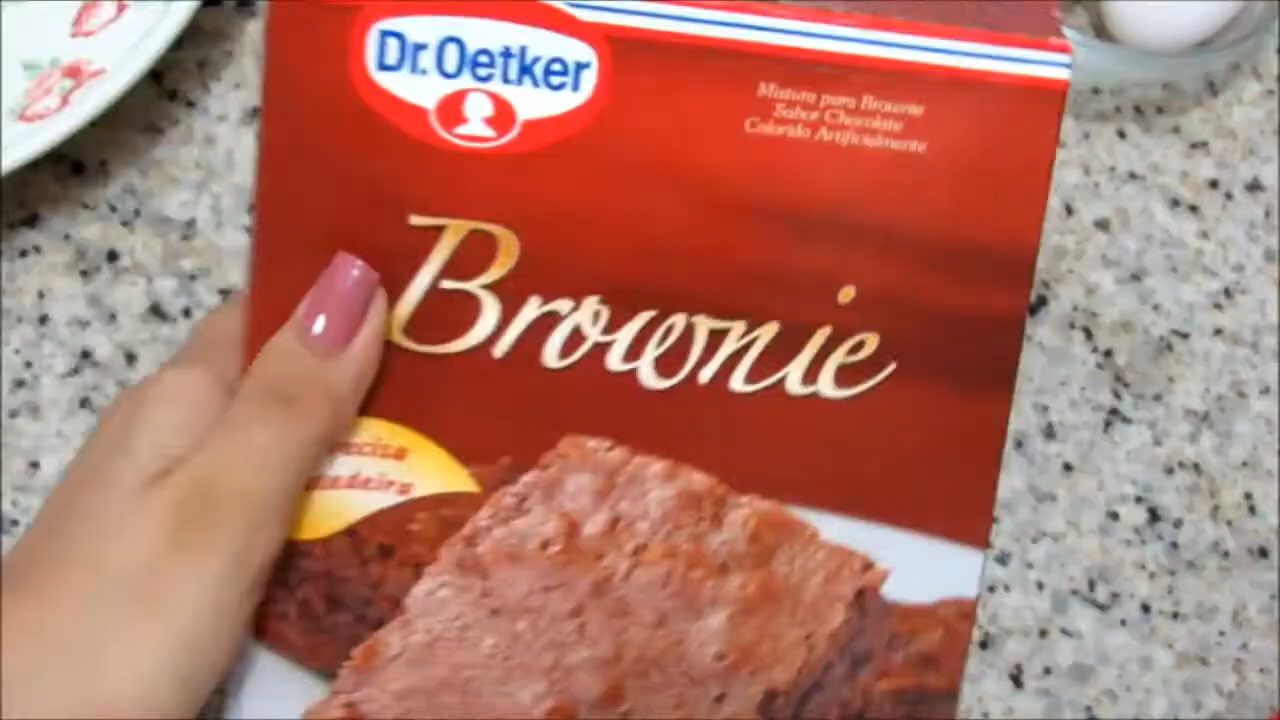 Dr. Oetker
Mistura para Brownie
Sabor Chocolate
Colorido Artificialmente
Brownie